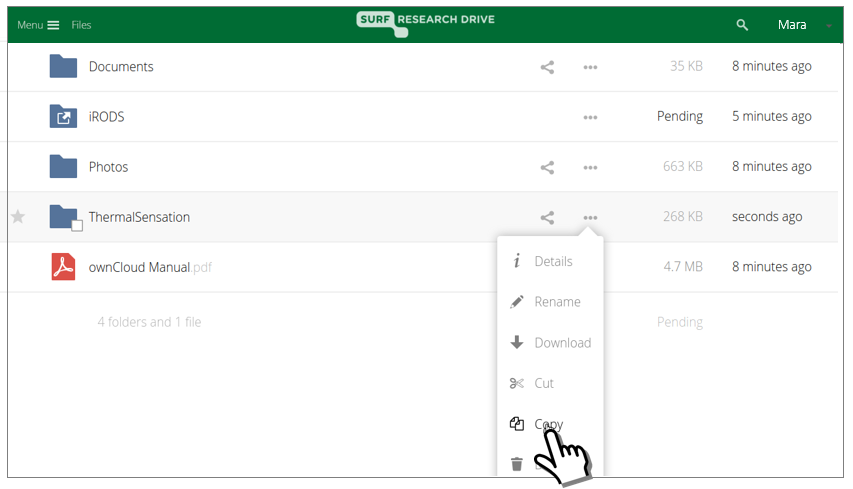 Menu Files SURF RESEARCH DRIVE Mara
Documents 35 KB 8 minutes ago
iRODS Pending 5 minutes ago
Photos 663 KB 8 minutes ago
ThermalSensation 268 KB seconds ago
ownCloud Manual.pdf 4.7 MB 8 minutes ago
4 folders and 1 file Pending
Details
Rename
Download
Cut
Copy